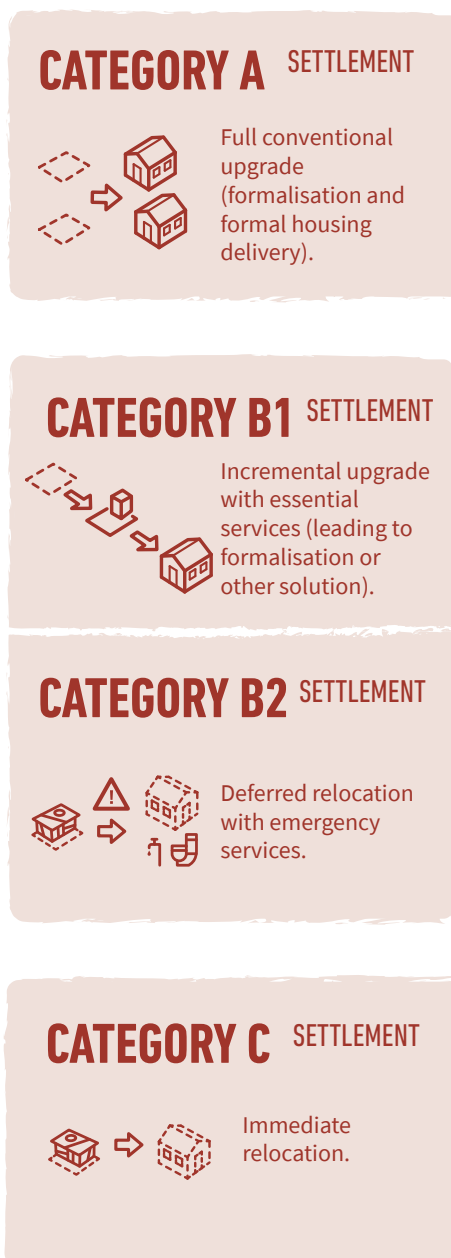 CATEGORY A SETTLEMENT
Full conventional
upgrade
(formalisation and
formal housing
delivery).
CATEGORY B1 SETTLEMENT
Incremental upgrade
with essential
services (leading to
formalisation or
other solution).
CATEGORY B2 SETTLEMENT
Deferred relocation
with emergency
services.
CATEGORY C SETTLEMENT
Immediate
relocation.